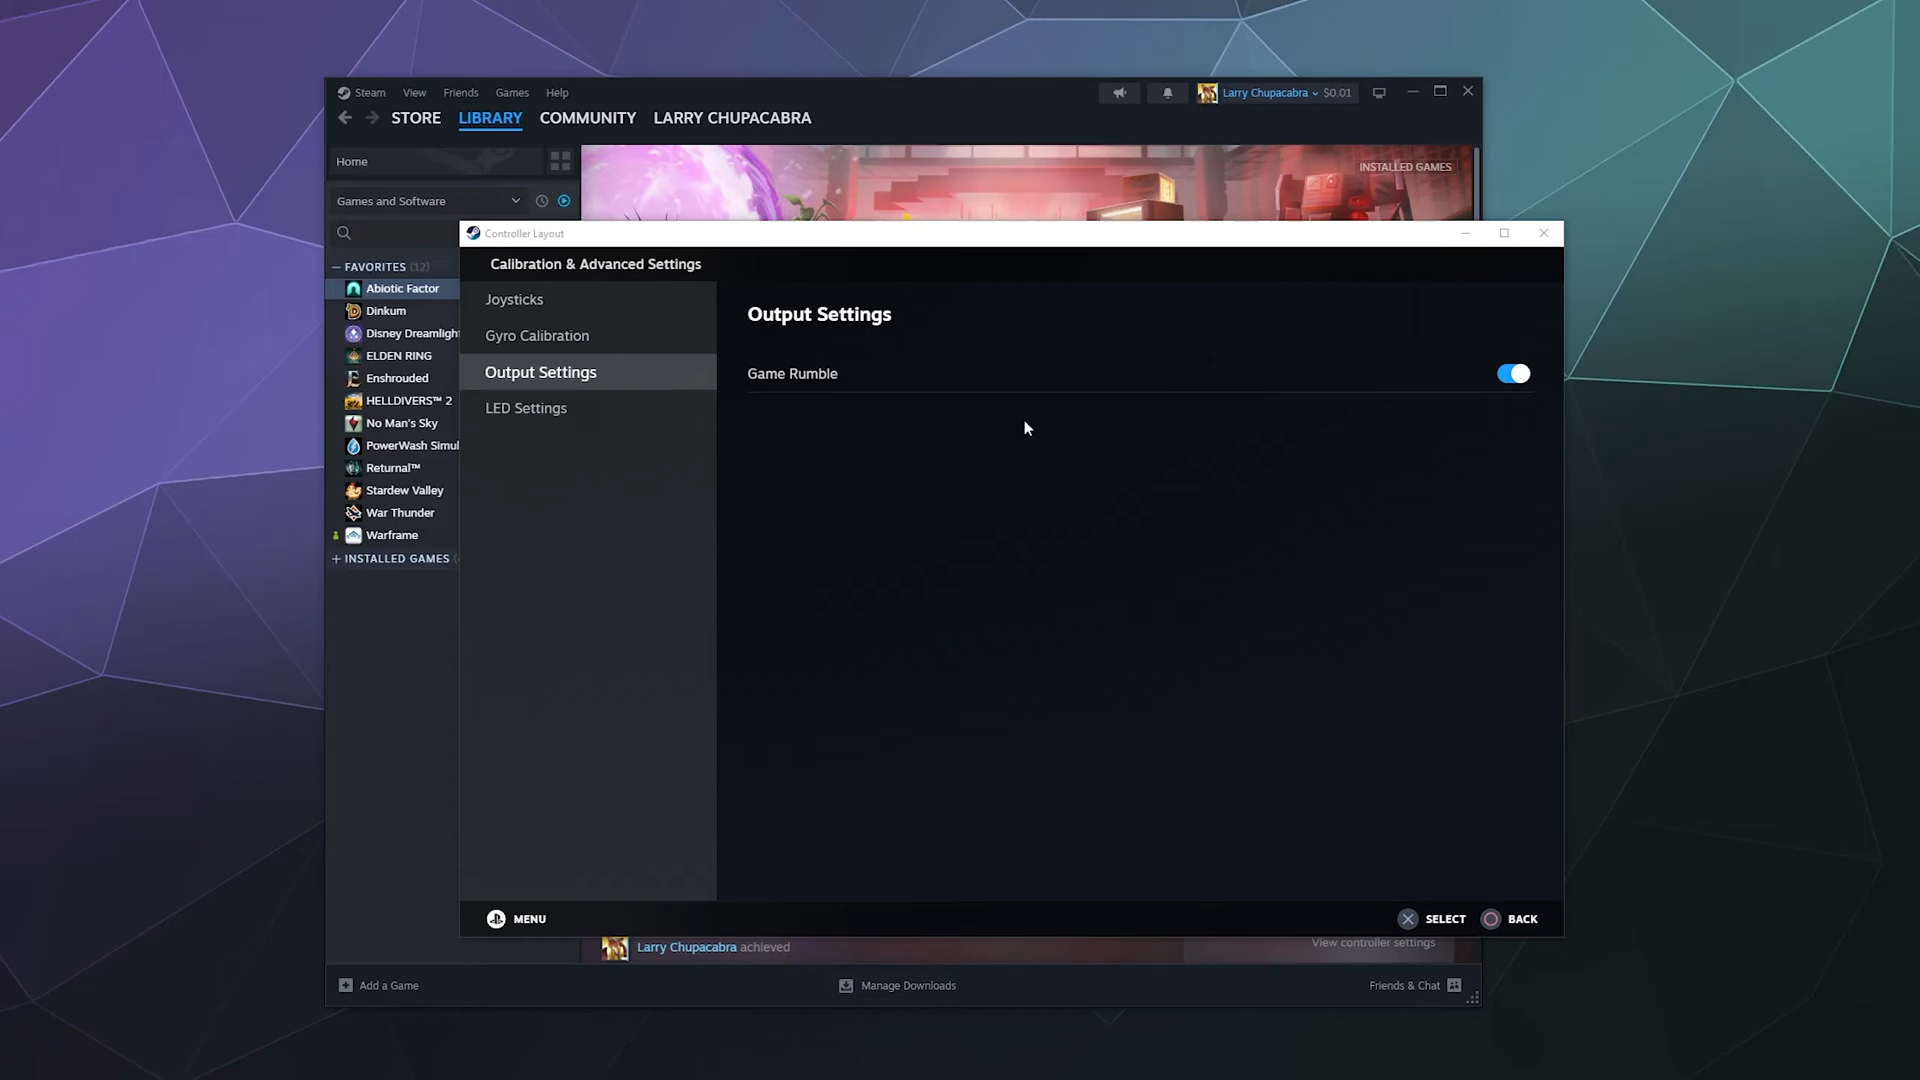 Steam View Friends Games Help
Larry Chupacabra $0.01
STORE LIBRARY COMMUNITY LARRY CHUPACABRA
Home
INSTALLED GAMES
Games and Software
Controller Layout
Calibration & Advanced Settings
FAVORITES (12)
Abiotic Factor
Dinkum
Disney Dreamligh
ELDEN RING
Enshrouded
HELLDIVERS™ 2
No Man's Sky
PowerWash Simul
Returnal™
Stardew Valley
War Thunder
Warframe
INSTALLED GAMES
Joysticks
Gyro Calibration
Output Settings
LED Settings
Output Settings
Game Rumble
MENU
SELECT BACK
Larry Chupacabra achieved
View controller settings
Add a Game
Manage Downloads
Friends & Chat